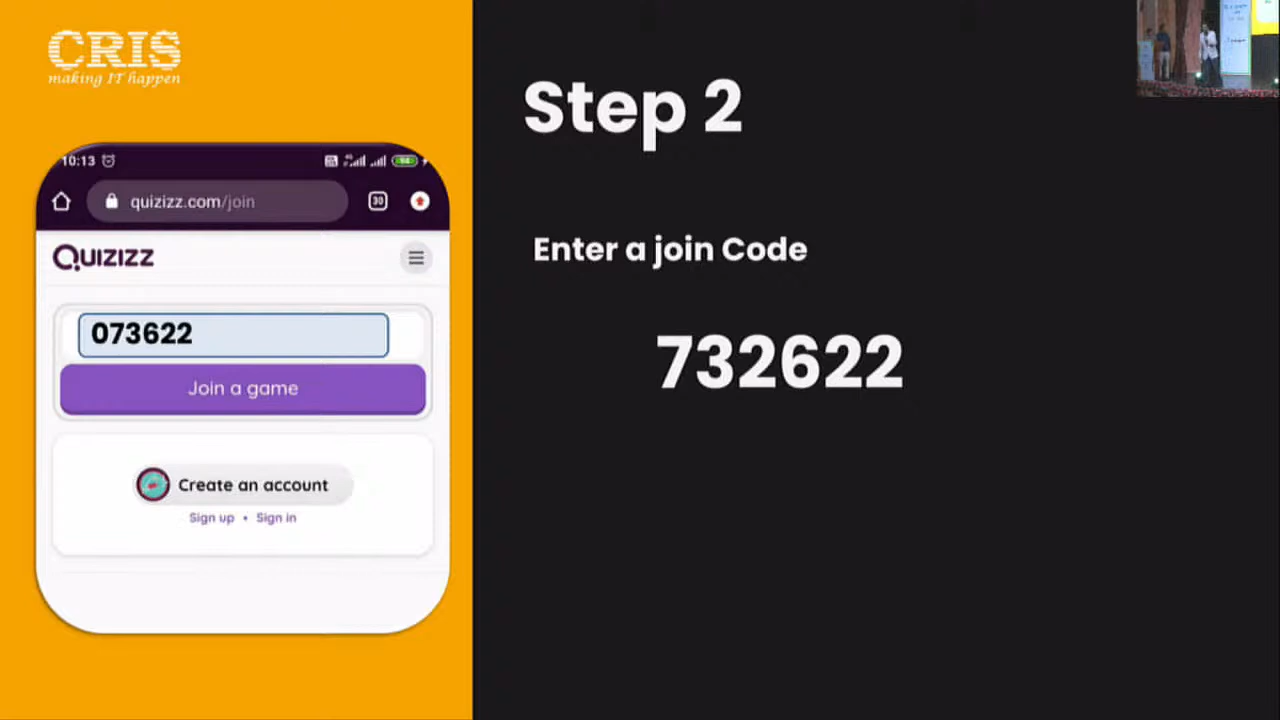 CRIS
making IT happen
10:13
30
quizizz.com/join
QUIZIZZ
073622
Join a game
Create an account
Sign up • Sign in
Step 2
Enter a join Code
732622